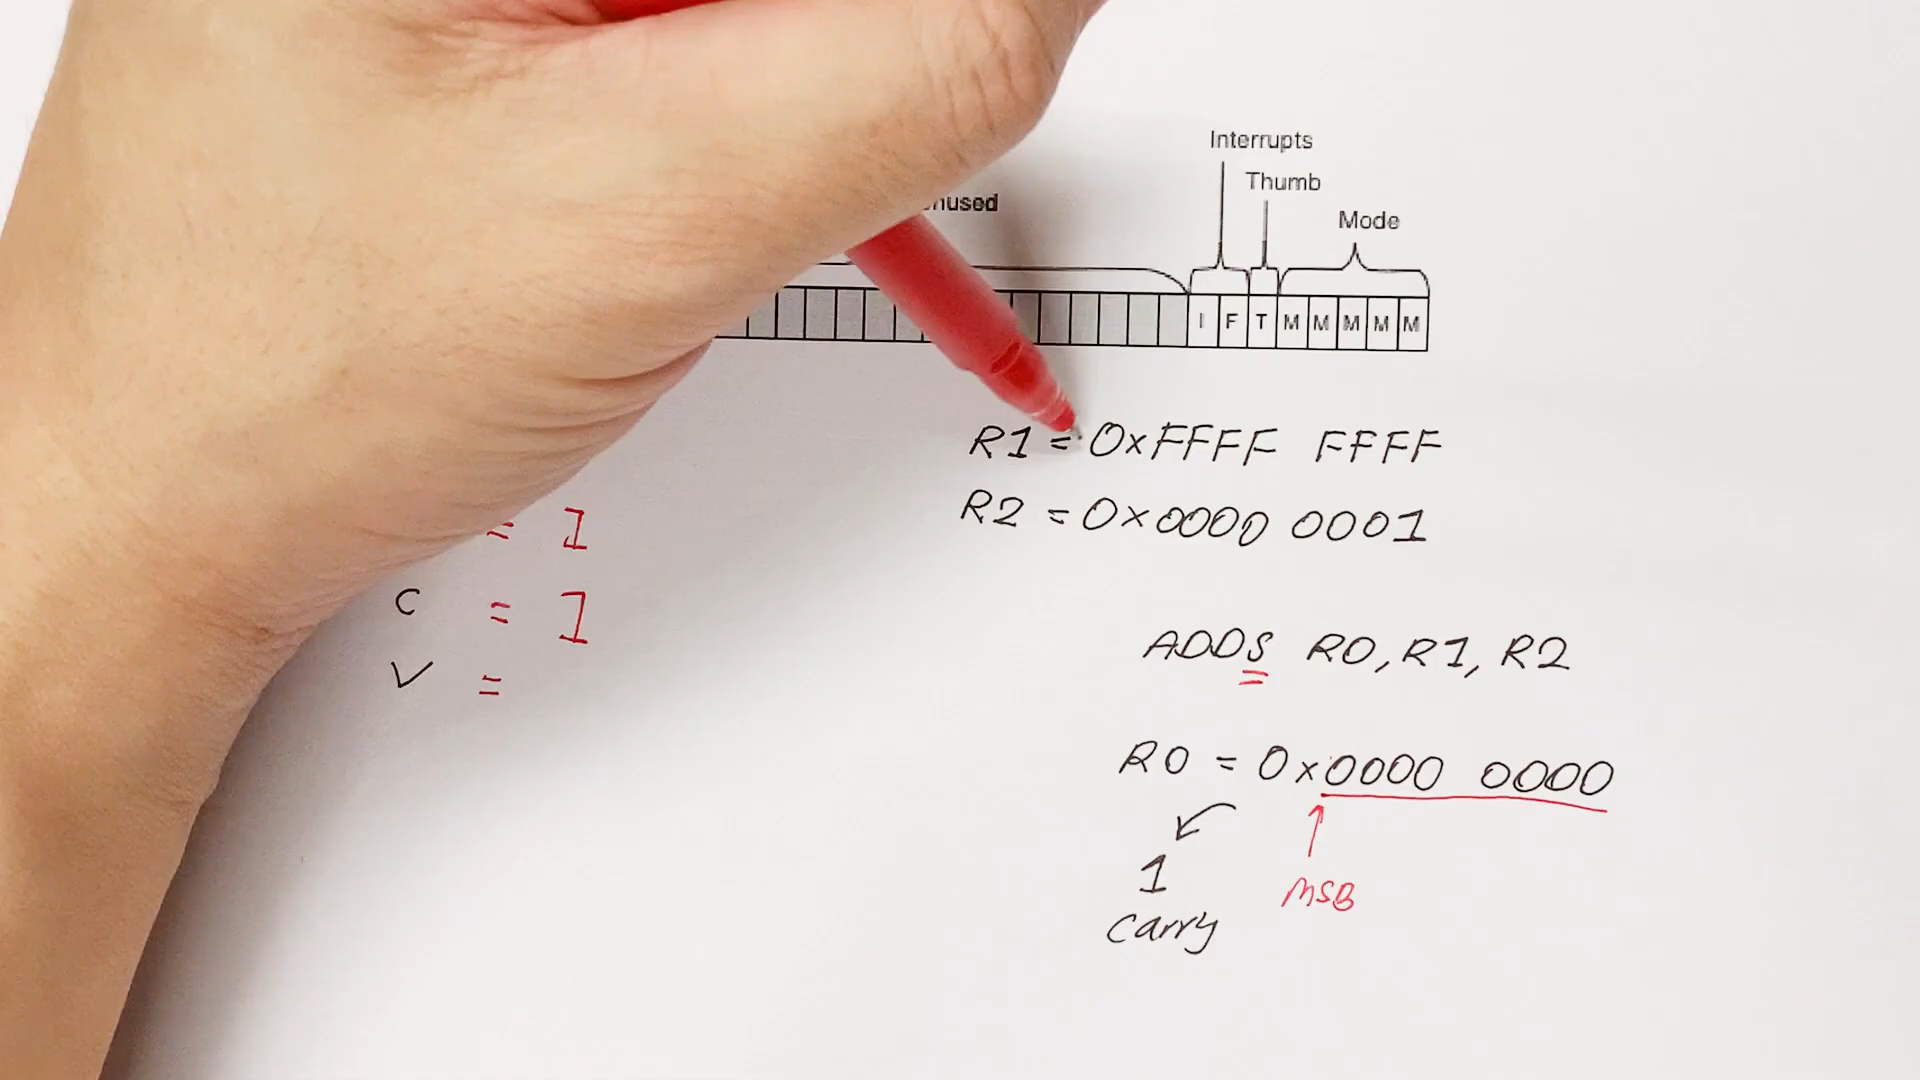 Interrupts
Thumb
Mode
I F T M M M M M
R1 = 0xFFFF FFFF
R2 = 0x0000 0001
= 1
C = 1
V =
ADDS R0, R1, R2
R0 = 0x0000 0000
1
Carry
MSB